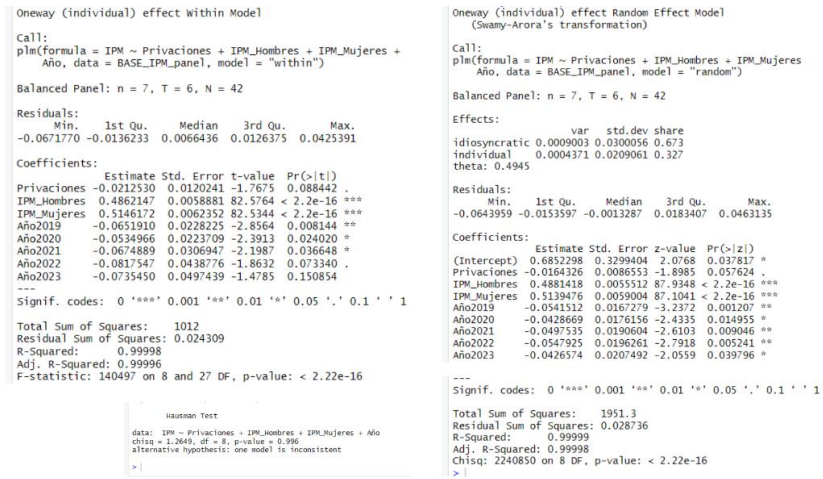 Oneway (individual) effect Within Model
Call:
plm(formula = IPM ~ Privaciones + IPM_Hombres + IPM_Mujeres +
Año, data = BASE_IPM_panel, model = "within")
Balanced Panel: n = 7, T = 6, N = 42
Residuals:
Min. 1st Qu. Median 3rd Qu. Max.
-0.0671770 -0.0136233 0.0066436 0.0126375 0.0425391
Coefficients:
Estimate Std. Error t-value Pr(>|t|)
Privaciones -0.0212530 0.0120241 -1.7675 0.088442 .
IPM_Hombres 0.4862147 0.0058881 82.5764 < 2.2e-16 ***
IPM_Mujeres 0.5146172 0.0062352 82.5344 < 2.2e-16 ***
Año2019 -0.0651910 0.0228225 -2.8564 0.008144 **
Año2020 -0.0534966 0.0223709 -2.3913 0.024020 *
Año2021 -0.0674889 0.0306947 -2.1987 0.036648 *
Año2022 -0.0817547 0.0438776 -1.8632 0.073340 .
Año2023 -0.0735450 0.0497439 -1.4785 0.150854
---
Signif. codes: 0 '***' 0.001 '**' 0.01 '*' 0.05 '.' 0.1 ' ' 1
Total Sum of Squares: 1012
Residual Sum of Squares: 0.024309
R-Squared: 0.99998
Adj. R-Squared: 0.99996
F-statistic: 140497 on 8 and 27 DF, p-value: < 2.22e-16
Hausman Test
data: IPM ~ Privaciones + IPM_Hombres + IPM_Mujeres + Año
chisq = 1.2649, df = 8, p-value = 0.996
alternative hypothesis: one model is inconsistent
>
Oneway (individual) effect Random Effect Model
(Swamy-Arora's transformation)
Call:
plm(formula = IPM ~ Privaciones + IPM_Hombres + IPM_Mujeres
Año, data = BASE_IPM_panel, model = "random")
Balanced Panel: n = 7, T = 6, N = 42
Effects:
var std.dev share
idiosyncratic 0.0009003 0.0300056 0.673
individual 0.0004371 0.0209061 0.327
theta: 0.4945
Residuals:
Min. 1st Qu. Median 3rd Qu. Max.
-0.0643959 -0.0153597 -0.0013287 0.0183407 0.0463135
Coefficients:
Estimate Std. Error z-value Pr(>|z|)
(Intercept) 0.6852298 0.3299404 2.0768 0.037817 *
Privaciones -0.0164326 0.0086553 -1.8985 0.057624 .
IPM_Hombres 0.4881418 0.0055512 87.9348 < 2.2e-16 ***
IPM_Mujeres 0.5139476 0.0059004 87.1041 < 2.2e-16 ***
Año2019 -0.0541512 0.0167279 -3.2372 0.001207 **
Año2020 -0.0428669 0.0176156 -2.4335 0.014955 *
Año2021 -0.0497535 0.0190604 -2.6103 0.009046 **
Año2022 -0.0547925 0.0196261 -2.7918 0.005241 **
Año2023 -0.0426574 0.0207492 -2.0559 0.039796 *
---
Signif. codes: 0 '***' 0.001 '**' 0.01 '*' 0.05 '.' 0.1 ' ' 1
Total Sum of Squares: 1951.3
Residual Sum of Squares: 0.028736
R-Squared: 0.99999
Adj. R-Squared: 0.99998
Chisq: 2240850 on 8 DF, p-value: < 2.22e-16
>